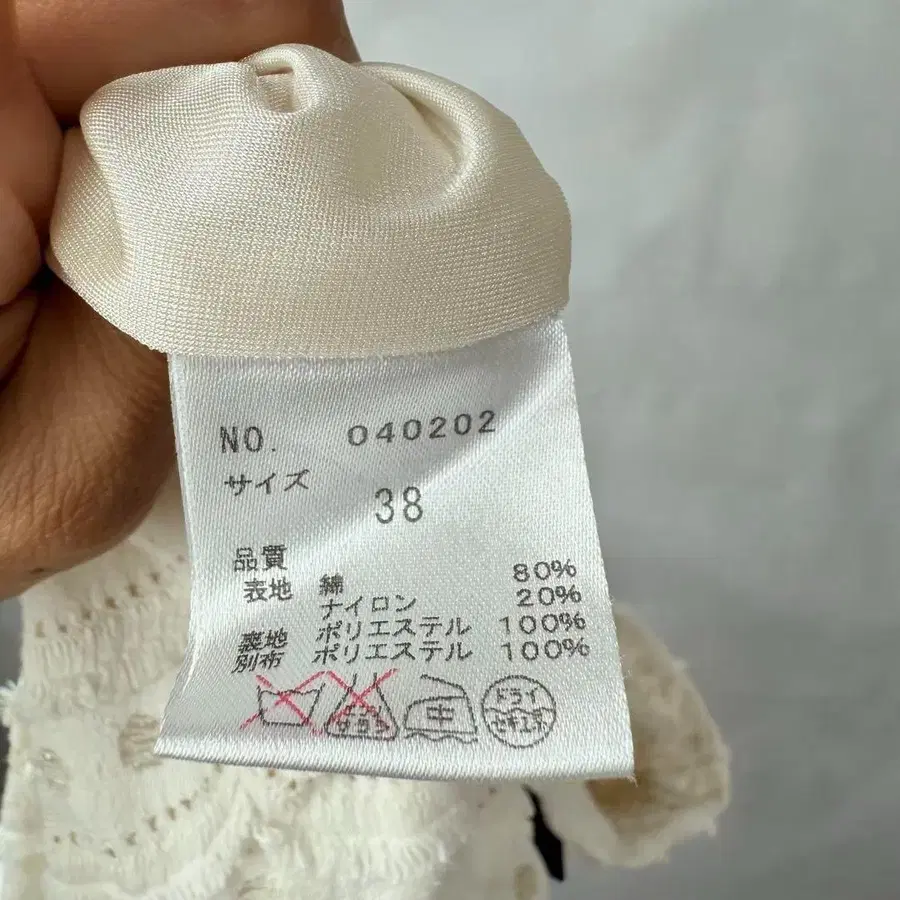 NO. 040202
サイズ 38
品質
表地 綿 80%
ナイロン 20%
裏地 ポリエステル 100%
別布 ポリエステル 100%
中 ドライ